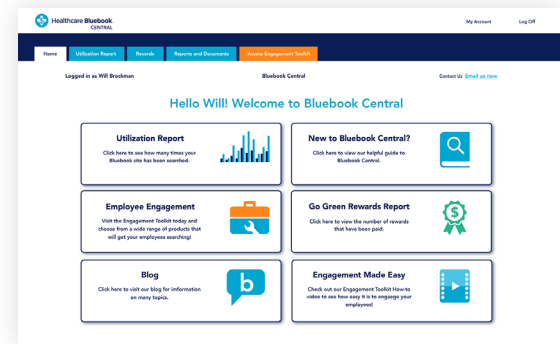 Healthcare Bluebook
CENTRAL
My Account
Log Off
Home
Utilization Report
Records
Reports and Documents
Access Engagement Toolkit
Logged in as Will Brockman
Bluebook Central
Contact Us Email us now
Hello Will! Welcome to Bluebook Central
Utilization Report
Click here to see how many times your
Bluebook site has been searched.
New to Bluebook Central?
Click here to view our helpful guide to
Bluebook Central.
Employee Engagement
Visit the Engagement Toolkit today and
choose from a wide range of products that
will get your employees searching!
Go Green Rewards Report
Click here to view the number of rewards
that have been paid.
$
Blog
Click here to visit our blog for information
on many topics.
b
Engagement Made Easy
Check out our Engagement Toolkit How-to
video to see how easy it is to engage your
employees!